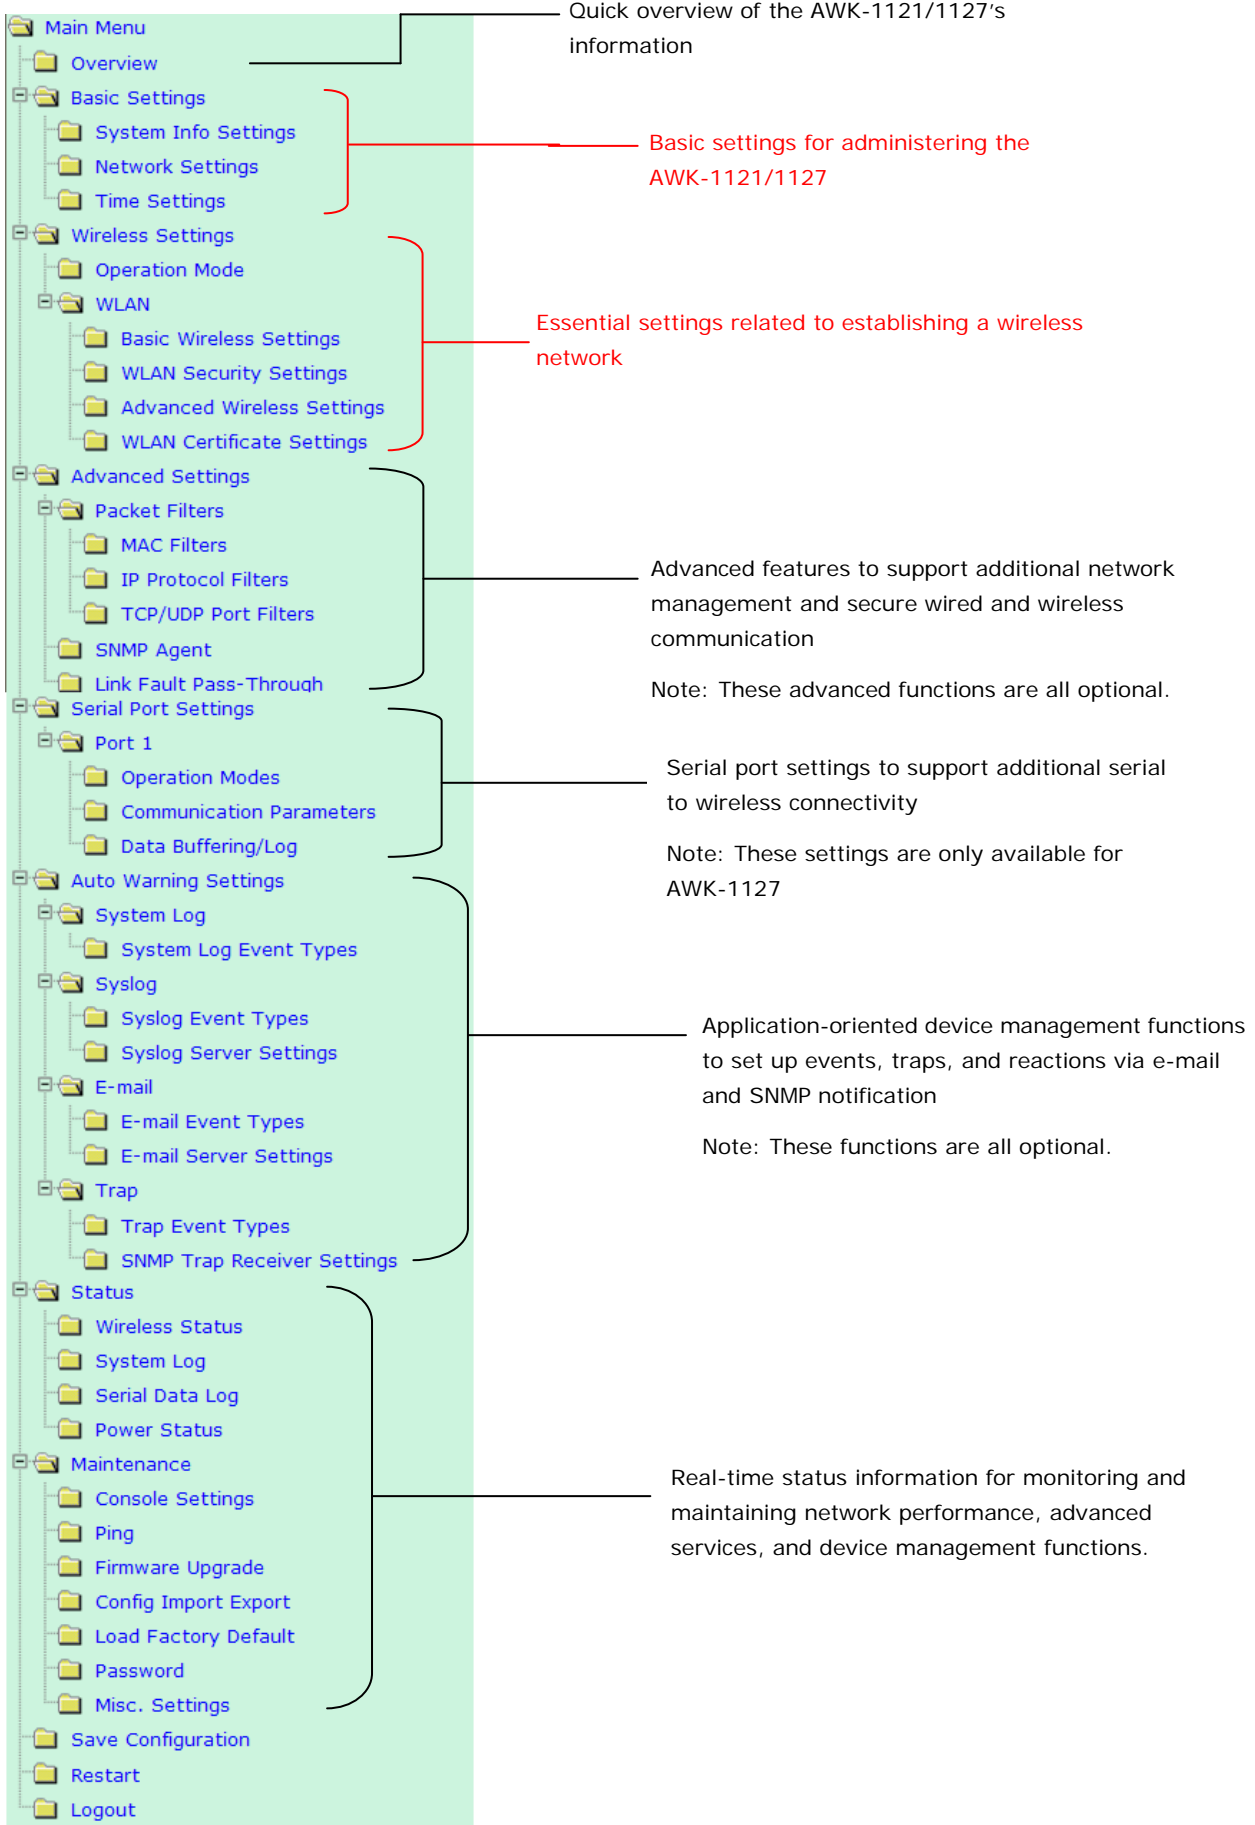 Main Menu
Overview
Basic Settings
System Info Settings
Network Settings
Time Settings
Wireless Settings
Operation Mode
WLAN
Basic Wireless Settings
WLAN Security Settings
Advanced Wireless Settings
WLAN Certificate Settings
Advanced Settings
Packet Filters
MAC Filters
IP Protocol Filters
TCP/UDP Port Filters
SNMP Agent
Link Fault Pass-Through
Serial Port Settings
Port 1
Operation Modes
Communication Parameters
Data Buffering/Log
Auto Warning Settings
System Log
System Log Event Types
Syslog
Syslog Event Types
Syslog Server Settings
E-mail
E-mail Event Types
E-mail Server Settings
Trap
Trap Event Types
SNMP Trap Receiver Settings
Status
Wireless Status
System Log
Serial Data Log
Power Status
Maintenance
Console Settings
Ping
Firmware Upgrade
Config Import Export
Load Factory Default
Password
Misc. Settings
Save Configuration
Restart
Logout
Quick overview of the AWK-1121/1127's
information
Basic settings for administering the
AWK-1121/1127
Essential settings related to establishing a wireless
network
Advanced features to support additional network
management and secure wired and wireless
communication
Note: These advanced functions are all optional.
Serial port settings to support additional serial
to wireless connectivity
Note: These settings are only available for
AWK-1127
Application-oriented device management functions
to set up events, traps, and reactions via e-mail
and SNMP notification
Note: These functions are all optional.
Real-time status information for monitoring and
maintaining network performance, advanced
services, and device management functions.